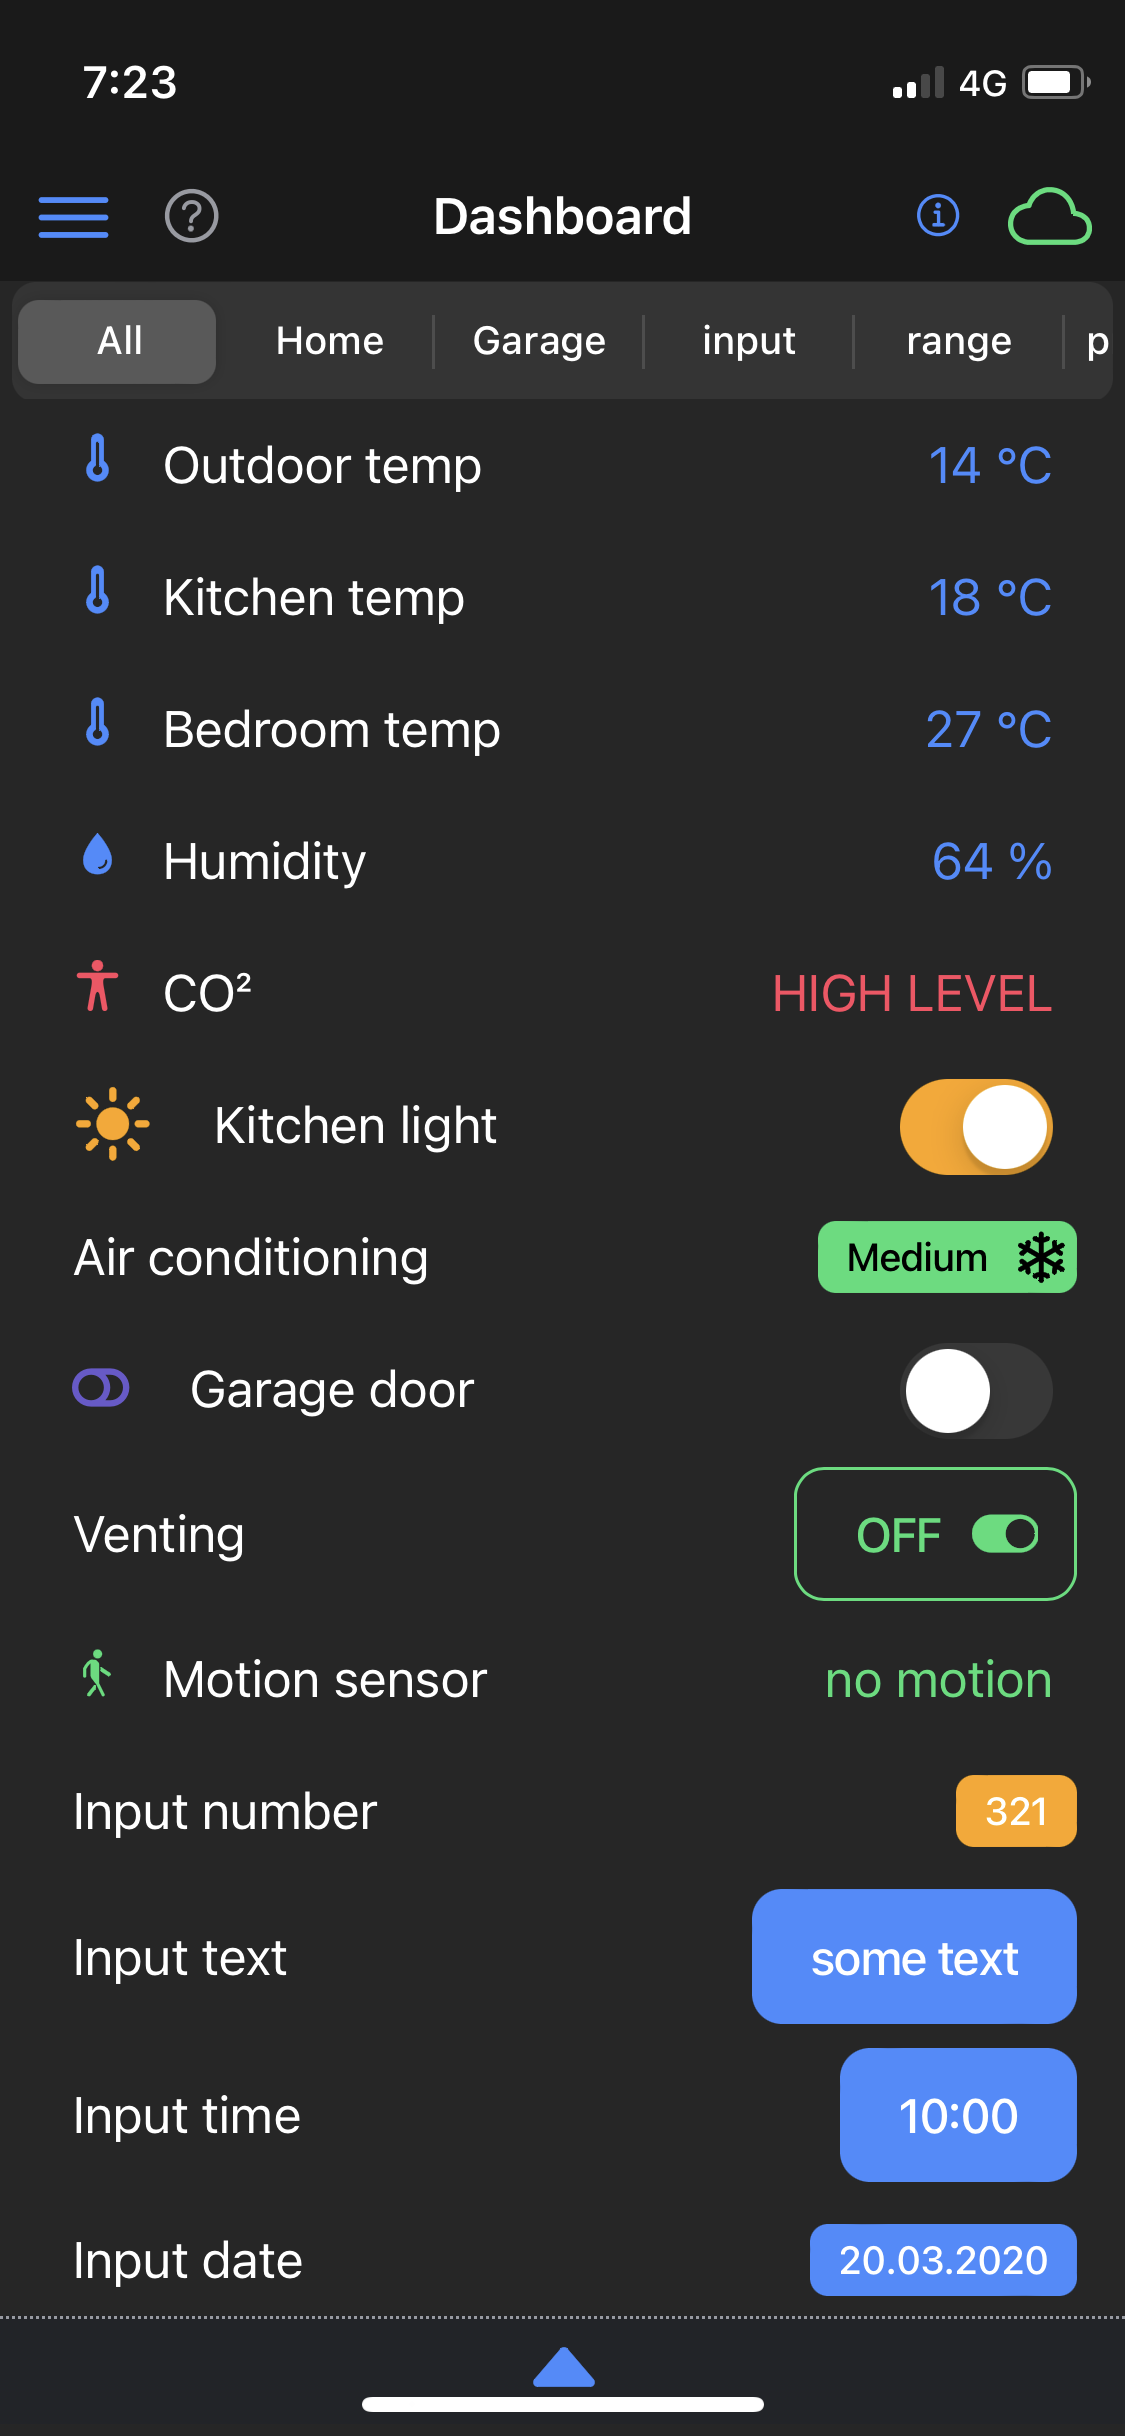 7:23 4G
Dashboard
All Home Garage input range p
Outdoor temp 14 °C
Kitchen temp 18 °C
Bedroom temp 27 °C
Humidity 64 %
CO² HIGH LEVEL
Kitchen light
Air conditioning Medium
Garage door
Venting OFF
Motion sensor no motion
Input number 321
Input text some text
Input time 10:00
Input date 20.03.2020